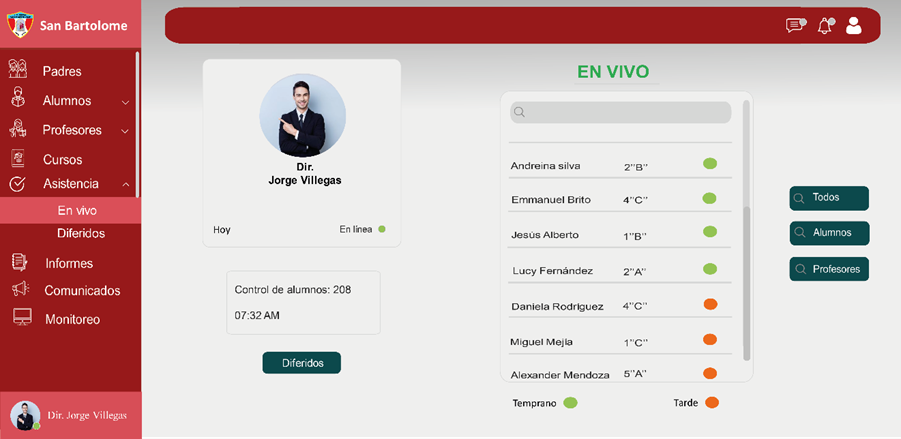 San Bartolome
Padres
Alumnos
Profesores
Cursos
Asistencia
En vivo
Diferidos
Informes
Comunicados
Monitoreo
Dir. Jorge Villegas
Dir.
Jorge Villegas
Hoy
En línea
Control de alumnos: 208
07:32 AM
Diferidos
EN VIVO
Andreina silva 2"B"
Emmanuel Brito 4"C"
Jesús Alberto 1"B"
Lucy Fernández 2"A"
Daniela Rodríguez 4"C"
Miguel Mejía 1"C"
Alexander Mendoza 5"A"
Temprano
Tarde
Todos
Alumnos
Profesores